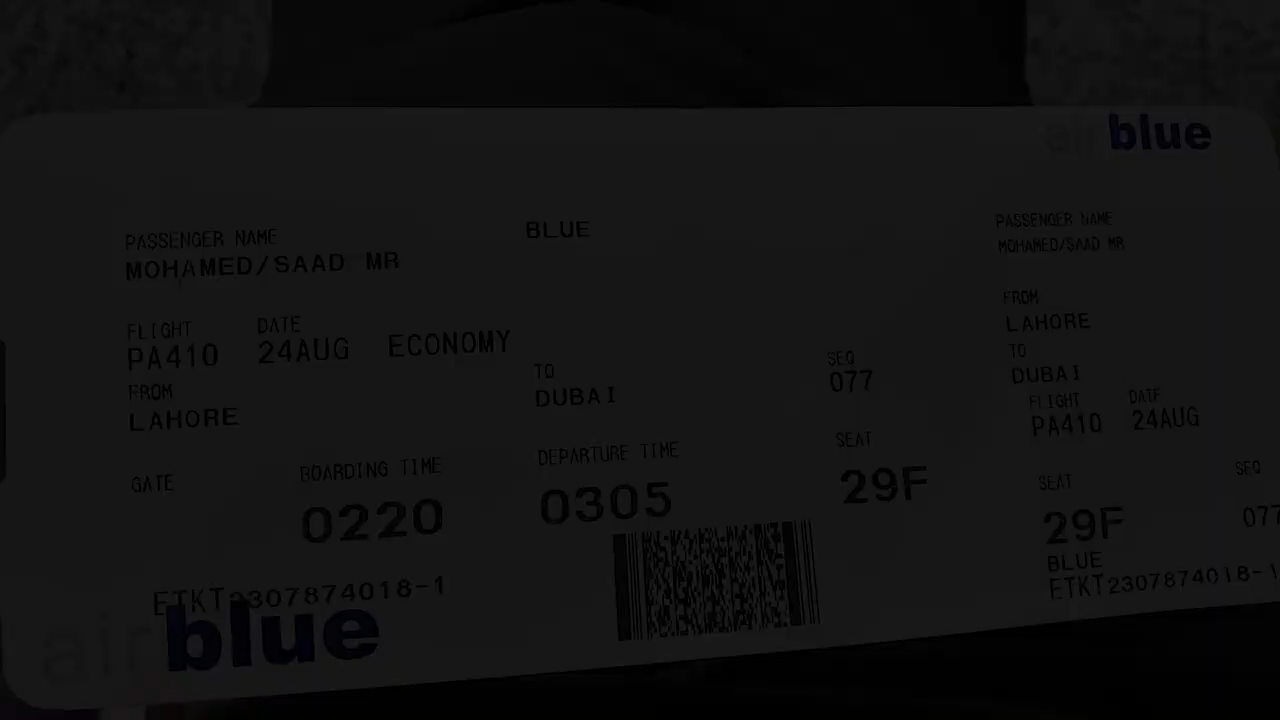 airblue
PASSENGER NAME
MOHAMED/SAAD MR
BLUE
FLIGHT DATE
PA410 24AUG ECONOMY
FROM
LAHORE
TO
DUBAI
SEQ
077
GATE
BOARDING TIME
0220
DEPARTURE TIME
0305
SEAT
29F
ETKT2307874018-1
airblue
PASSENGER NAME
MOHAMED/SAAD MR
FROM
LAHORE
TO
DUBAI
FLIGHT DATE
PA410 24AUG
SEAT
29F
SEQ
077
BLUE
ETKT2307874018-1